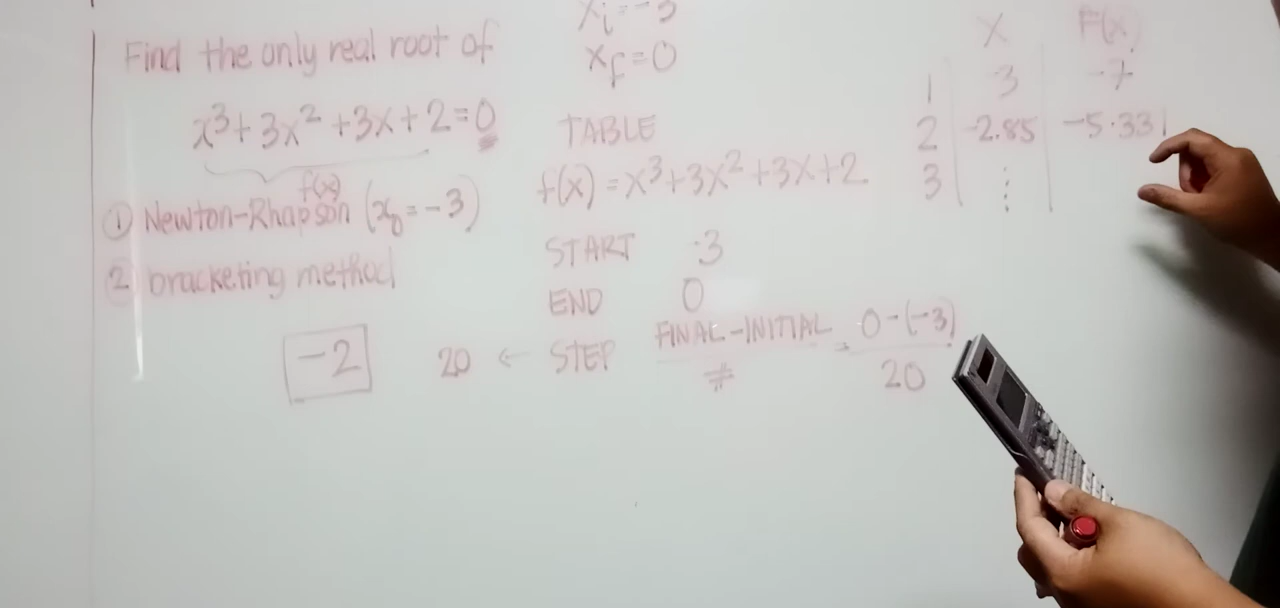 Find the only real root of
x³+3x²+3x+2=0
f(x)
① Newton-Rhapson (x₀=-3)
② bracketing method
-2
xᵢ=-3
x_f=0
TABLE
f(x)=x³+3x²+3x+2
START -3
END 0
20 ← STEP FINAL-INITIAL / # = 0-(-3) / 20
X F(x)
1 -3 -7
2 -2.85 -5.331
3 ⋮